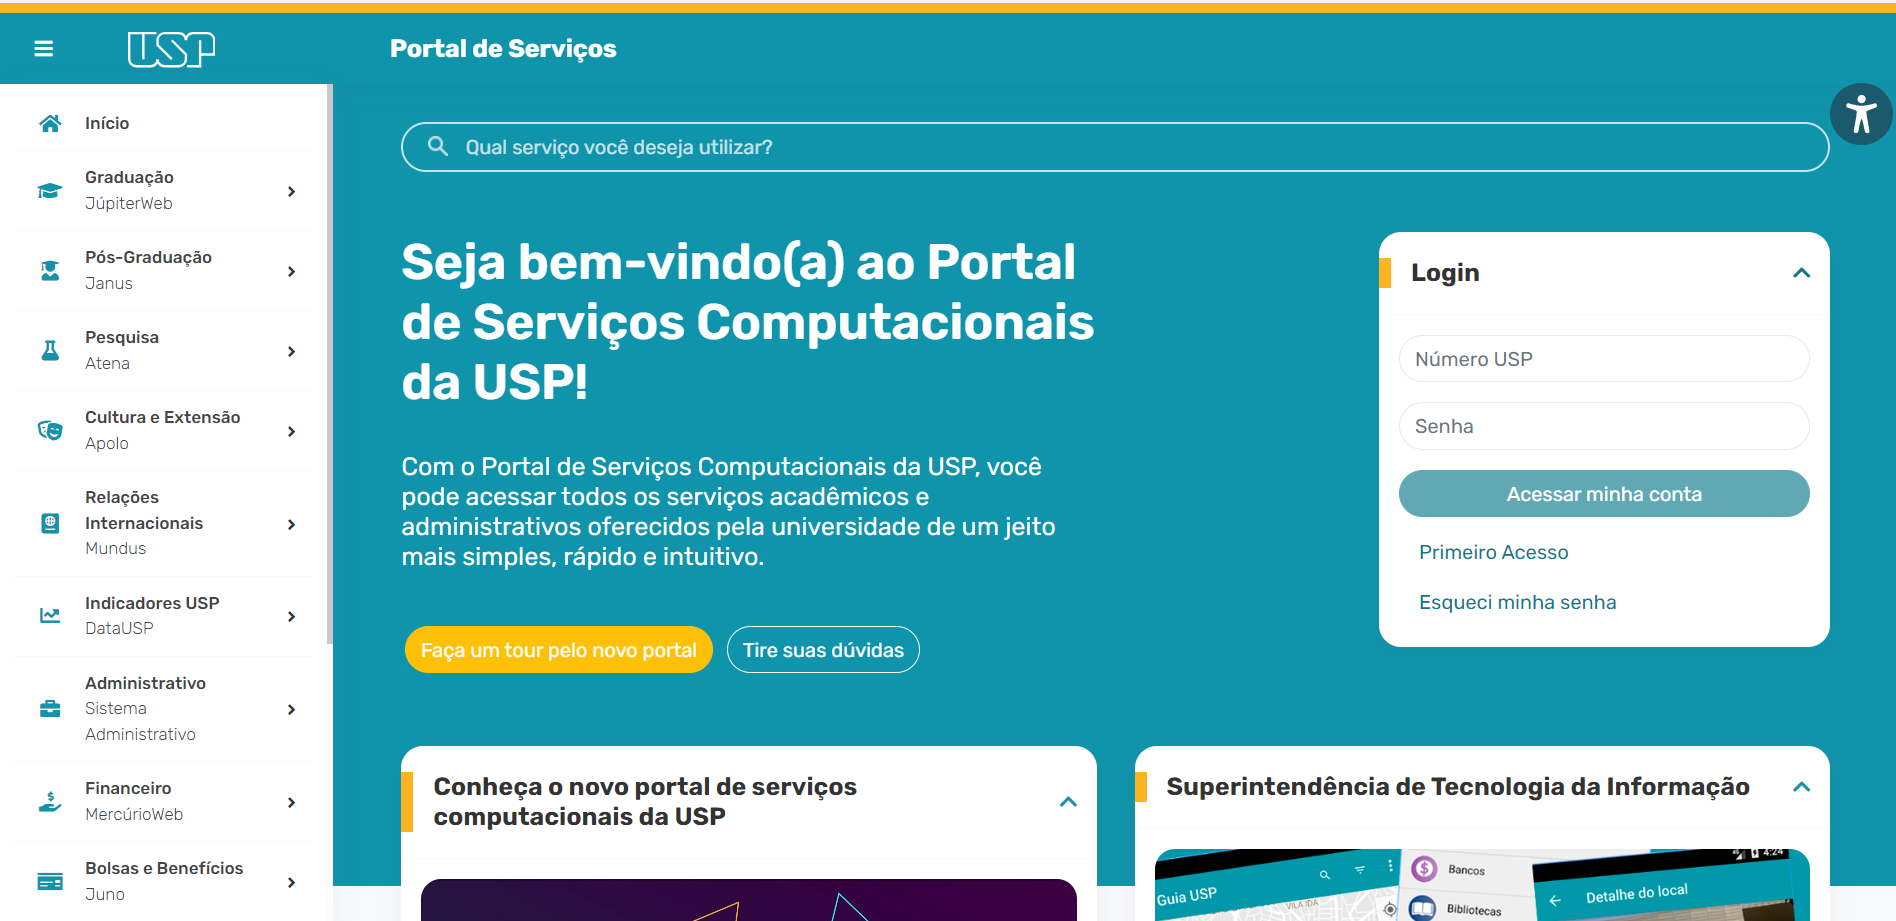 USP
Portal de Serviços
Início
Graduação
JúpiterWeb
Pós-Graduação
Janus
Pesquisa
Atena
Cultura e Extensão
Apolo
Relações
Internacionais
Mundus
Indicadores USP
DataUSP
Administrativo
Sistema
Administrativo
Financeiro
MercúrioWeb
Bolsas e Benefícios
Juno
Qual serviço você deseja utilizar?
Seja bem-vindo(a) ao Portal
de Serviços Computacionais
da USP!
Com o Portal de Serviços Computacionais da USP, você
pode acessar todos os serviços acadêmicos e
administrativos oferecidos pela universidade de um jeito
mais simples, rápido e intuitivo.
Faça um tour pelo novo portal
Tire suas dúvidas
Login
Número USP
Senha
Acessar minha conta
Primeiro Acesso
Esqueci minha senha
Conheça o novo portal de serviços
computacionais da USP
Superintendência de Tecnologia da Informação
Guia USP
VILA IDA
Bancos
Bibliotecas
4:24
Detalhe do local